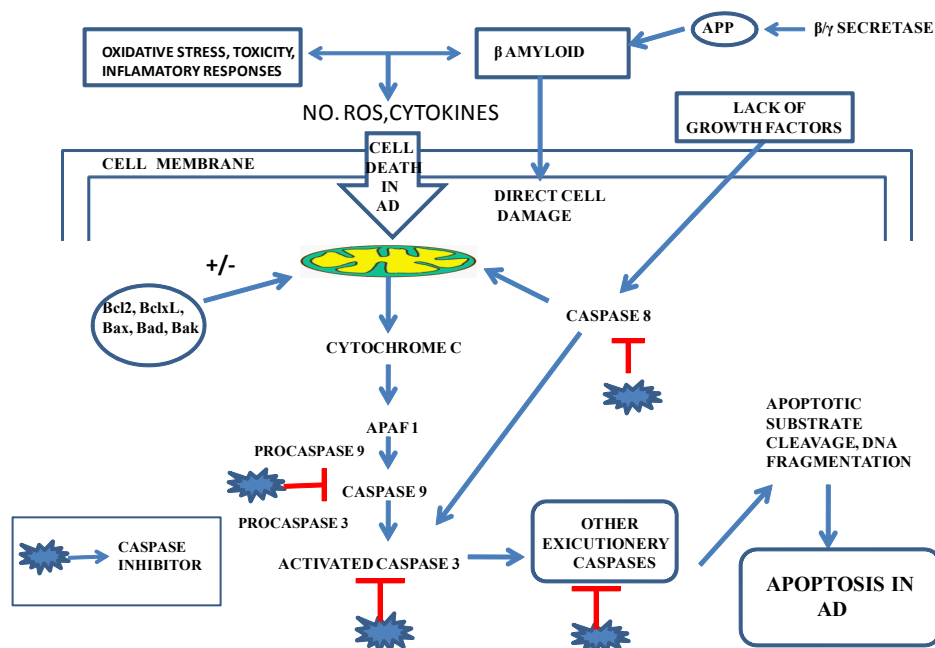 OXIDATIVE STRESS, TOXICITY,
INFLAMATORY RESPONSES
β AMYLOID
APP
β/γ SECRETASE
NO. ROS,CYTOKINES
LACK OF
GROWTH FACTORS
CELL MEMBRANE
CELL
DEATH
IN
AD
DIRECT CELL
DAMAGE
+/-
Bcl2, BclxL,
Bax, Bad, Bak
CASPASE 8
CYTOCHROME C
APAF 1
PROCASPASE 9
CASPASE 9
PROCASPASE 3
ACTIVATED CASPASE 3
OTHER
EXICUTIONERY
CASPASES
APOPTOTIC
SUBSTRATE
CLEAVAGE, DNA
FRAGMENTATION
APOPTOSIS IN
AD
CASPASE
INHIBITOR